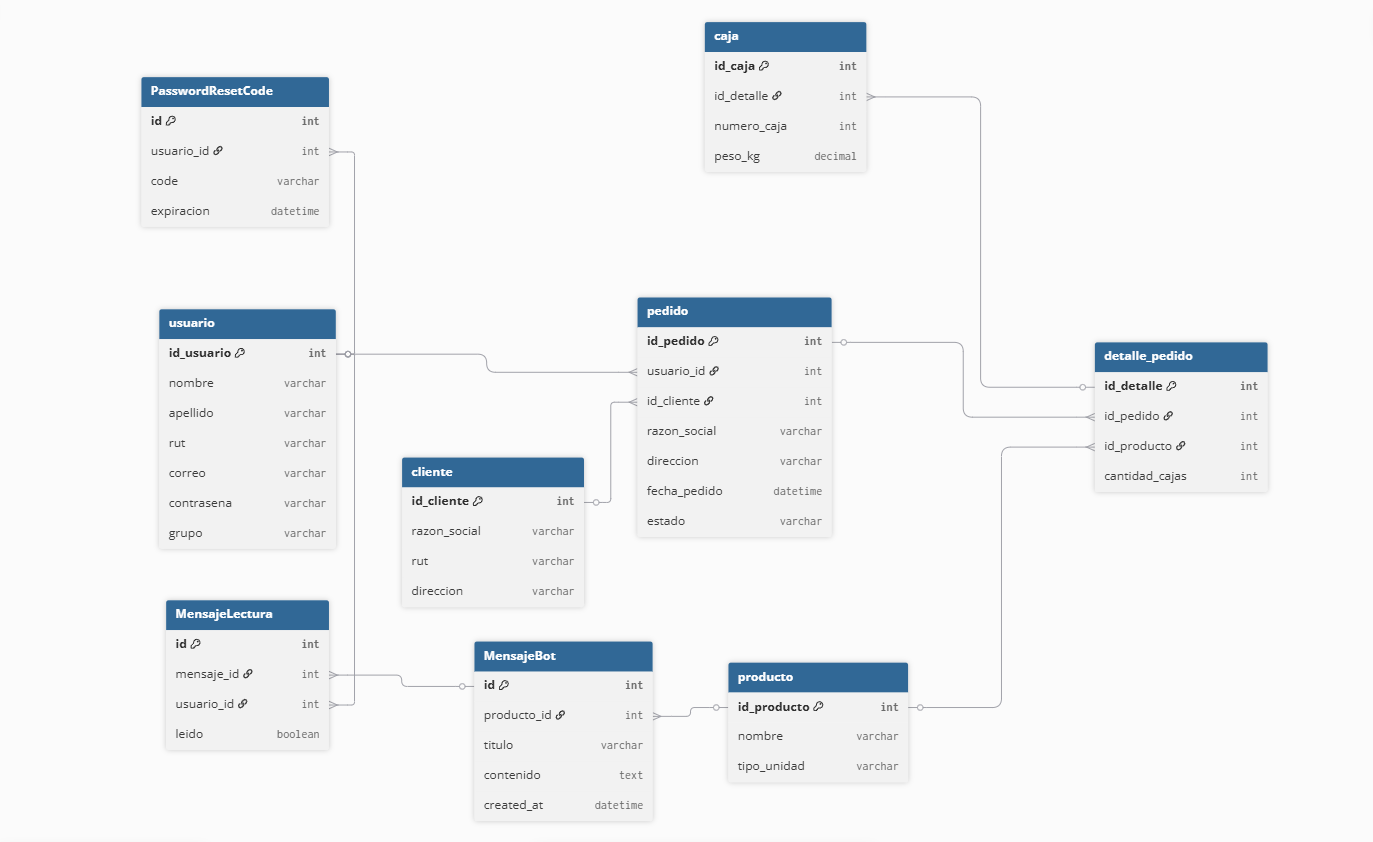 caja
id_caja int
id_detalle int
numero_caja int
peso_kg decimal
PasswordResetCode
id int
usuario_id int
code varchar
expiracion datetime
usuario
id_usuario int
nombre varchar
apellido varchar
rut varchar
correo varchar
contrasena varchar
grupo varchar
pedido
id_pedido int
usuario_id int
id_cliente int
razon_social varchar
direccion varchar
fecha_pedido datetime
estado varchar
detalle_pedido
id_detalle int
id_pedido int
id_producto int
cantidad_cajas int
cliente
id_cliente int
razon_social varchar
rut varchar
direccion varchar
MensajeLectura
id int
mensaje_id int
usuario_id int
leido boolean
MensajeBot
id int
producto_id int
titulo varchar
contenido text
created_at datetime
producto
id_producto int
nombre varchar
tipo_unidad varchar